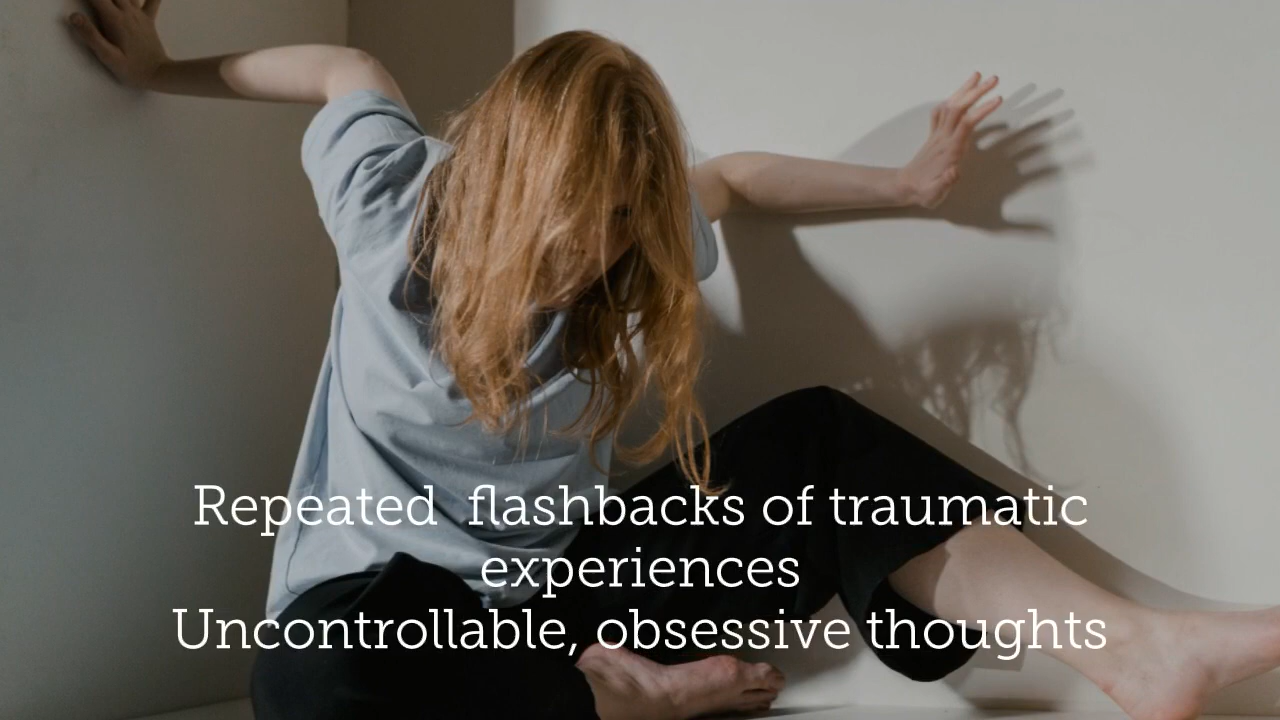 Repeated  flashbacks of traumatic
experiences
Uncontrollable, obsessive thoughts